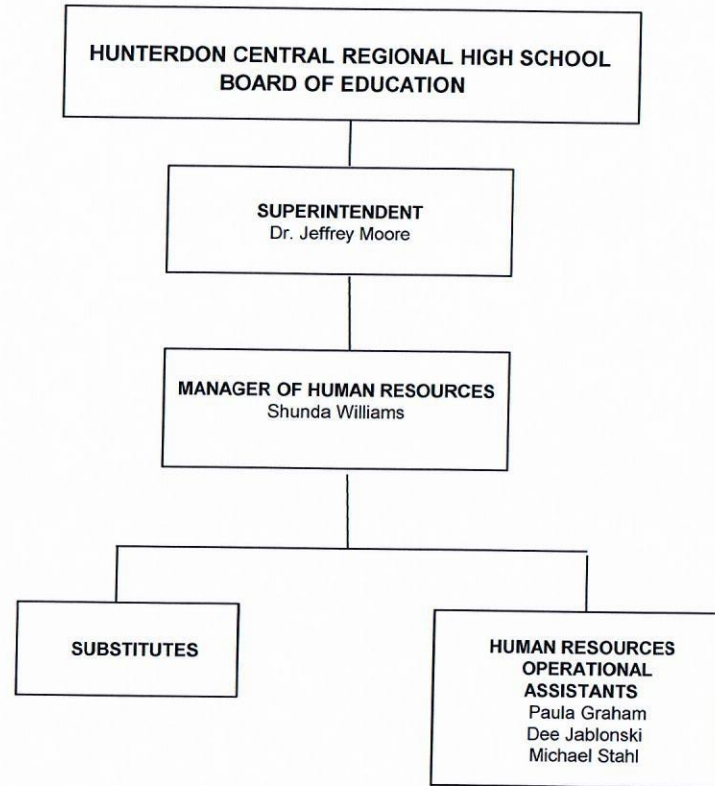 HUNTERDON CENTRAL REGIONAL HIGH SCHOOL
BOARD OF EDUCATION
SUPERINTENDENT
Dr. Jeffrey Moore
MANAGER OF HUMAN RESOURCES
Shunda Williams
SUBSTITUTES
HUMAN RESOURCES
OPERATIONAL
ASSISTANTS
Paula Graham
Dee Jablonski
Michael Stahl